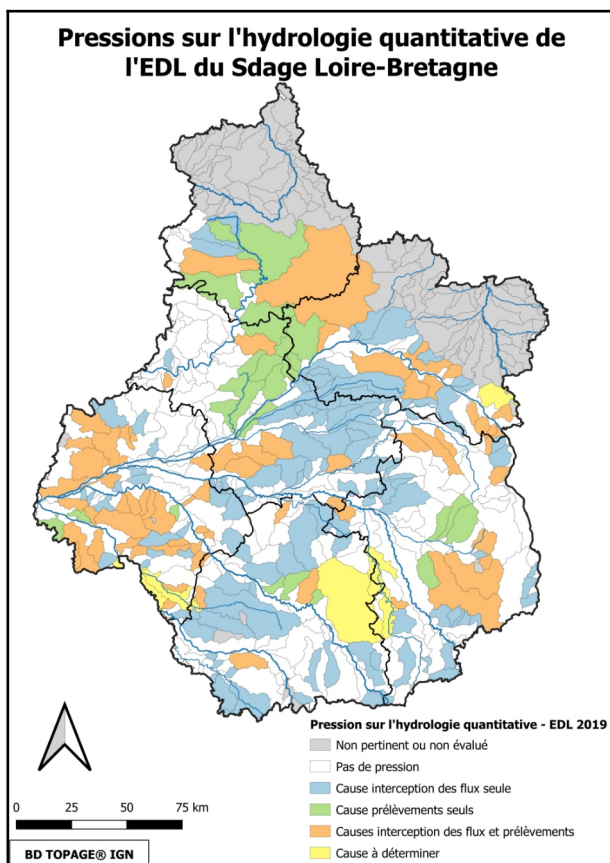 Pressions sur l'hydrologie quantitative de
l'EDL du Sdage Loire-Bretagne
Pression sur l'hydrologie quantitative - EDL 2019
Non pertinent ou non évalué
Pas de pression
Cause interception des flux seule
Cause prélèvements seuls
Causes interception des flux et prélèvements
Cause à déterminer
0 25 50 75 km
BD TOPAGE® IGN